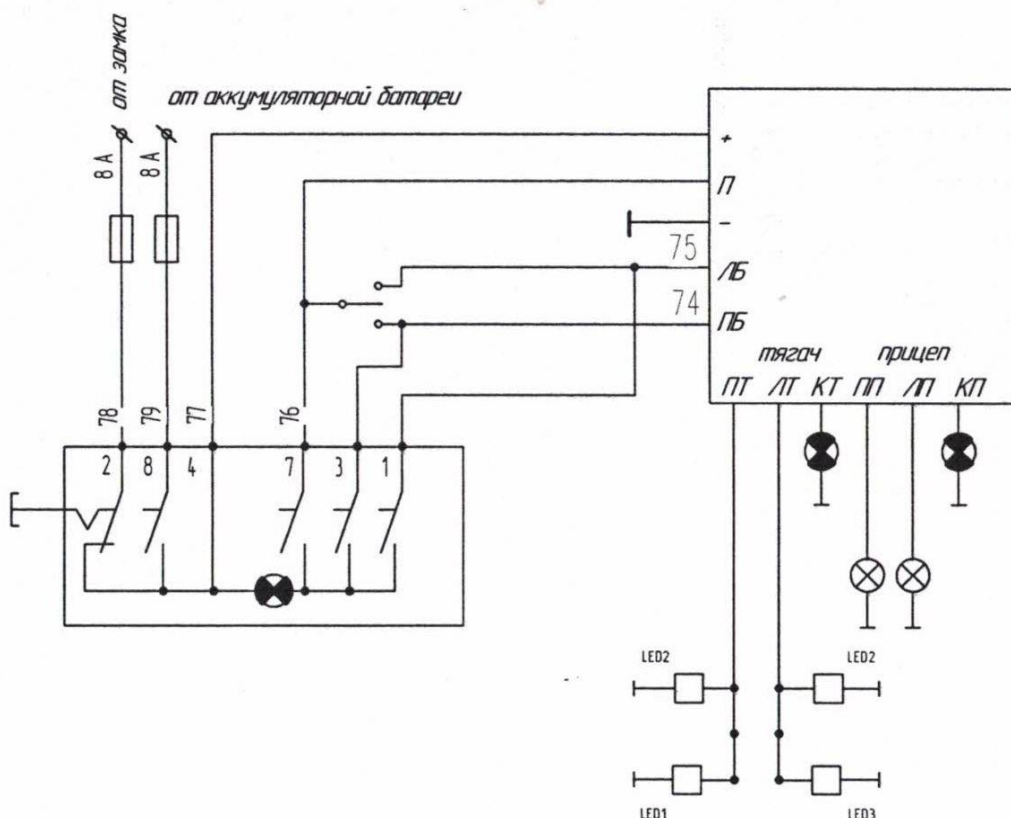 от замка
от аккумуляторной батареи
8 А
8 А
+
П
-
75
ЛБ
74
ПБ
тягач
прицеп
ПТ ЛТ КТ ПП ЛП КП
78 79 77 76
2 8 4 7 3 1
LED2
LED2
LED1
LED3